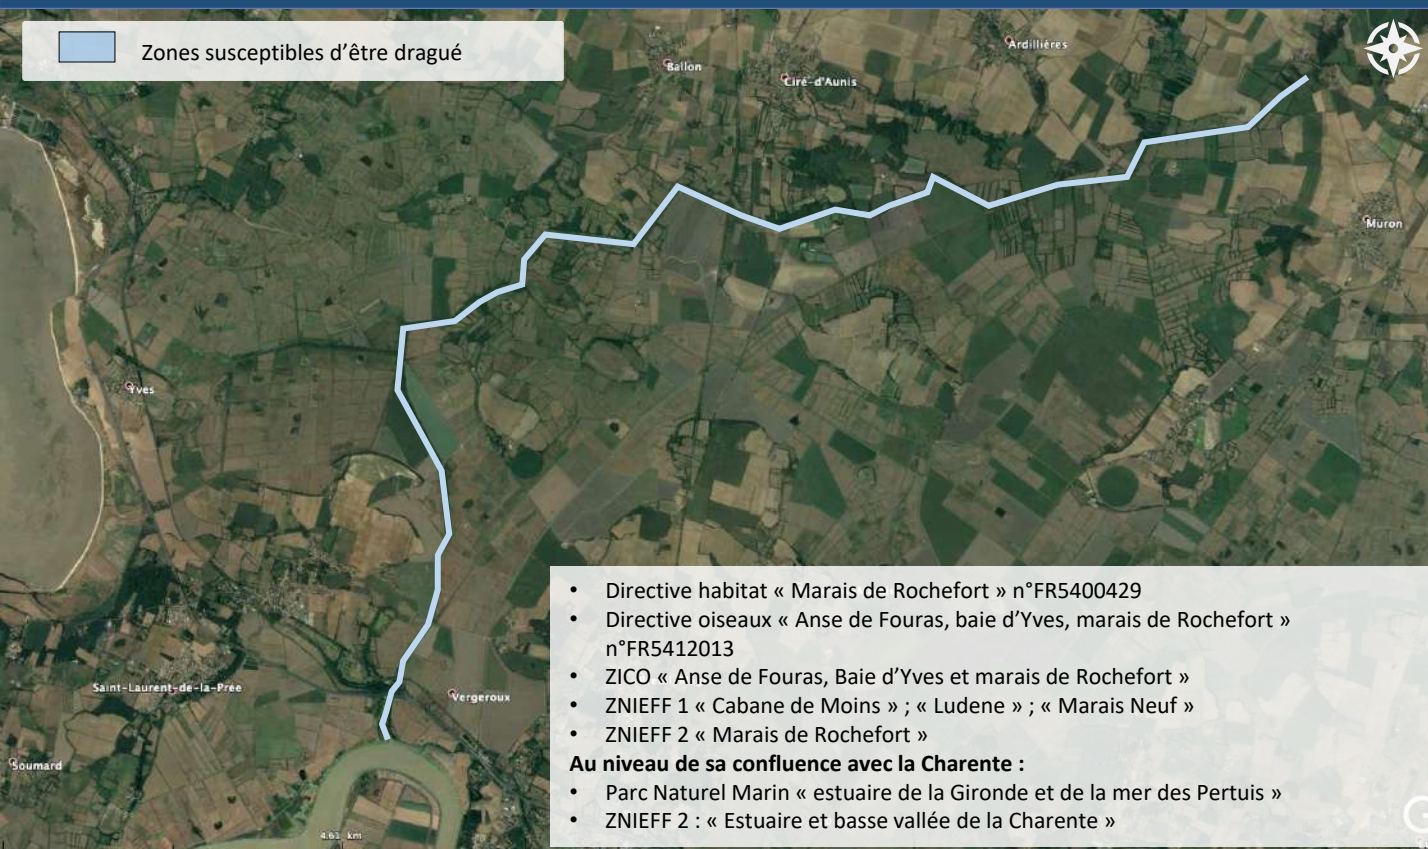 Zones susceptibles d’être dragué
Ardillières
Ballon
Ciré-d'Aunis
Muron
Yves
• Directive habitat « Marais de Rochefort » n°FR5400429
• Directive oiseaux « Anse de Fouras, baie d’Yves, marais de Rochefort »
n°FR5412013
• ZICO « Anse de Fouras, Baie d’Yves et marais de Rochefort »
Saint-Laurent-de-la-Prée
Vergeroux
• ZNIEFF 1 « Cabane de Moins » ; « Ludene » ; « Marais Neuf »
• ZNIEFF 2 « Marais de Rochefort »
Soumard
Au niveau de sa confluence avec la Charente :
• Parc Naturel Marin « estuaire de la Gironde et de la mer des Pertuis »
• ZNIEFF 2 : « Estuaire et basse vallée de la Charente »
4.61 km
G